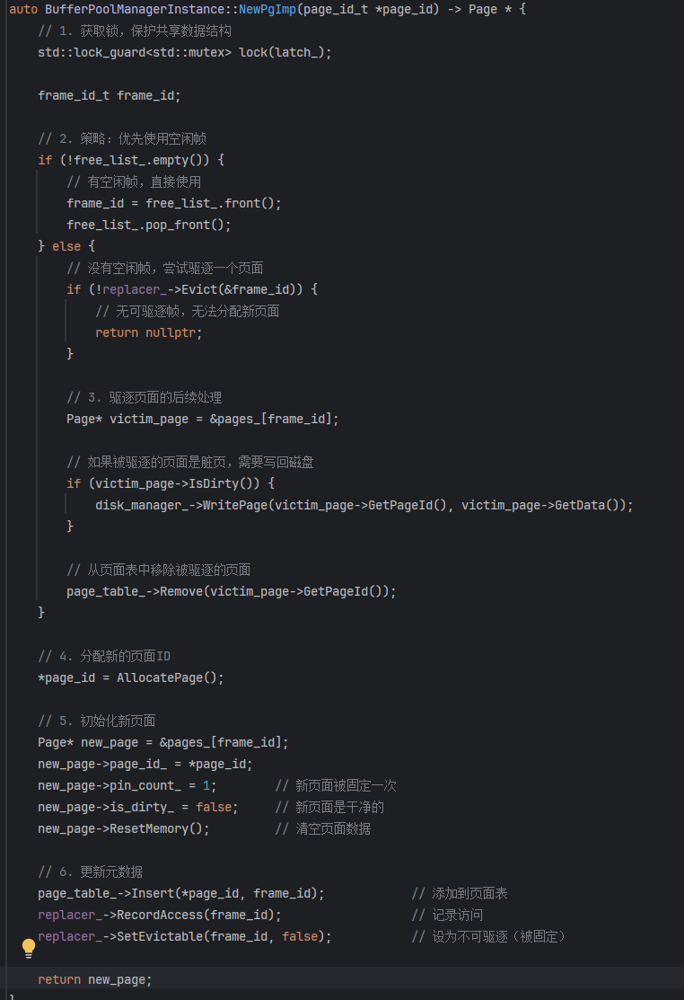 auto BufferPoolManagerInstance::NewPgImp(page_id_t *page_id) -> Page * {
    // 1. 获取锁，保护共享数据结构
    std::lock_guard<std::mutex> lock(latch_);

    frame_id_t frame_id;

    // 2. 策略：优先使用空闲帧
    if (!free_list_.empty()) {
        // 有空闲帧，直接使用
        frame_id = free_list_.front();
        free_list_.pop_front();
    } else {
        // 没有空闲帧，尝试驱逐一个页面
        if (!replacer_->Evict(&frame_id)) {
            // 无可驱逐帧，无法分配新页面
            return nullptr;
        }

        // 3. 驱逐页面的后续处理
        Page* victim_page = &pages_[frame_id];

        // 如果被驱逐的页面是脏页，需要写回磁盘
        if (victim_page->IsDirty()) {
            disk_manager_->WritePage(victim_page->GetPageId(), victim_page->GetData());
        }

        // 从页面表中移除被驱逐的页面
        page_table_->Remove(victim_page->GetPageId());
    }

    // 4. 分配新的页面ID
    *page_id = AllocatePage();

    // 5. 初始化新页面
    Page* new_page = &pages_[frame_id];
    new_page->page_id_ = *page_id;
    new_page->pin_count_ = 1;        // 新页面被固定一次
    new_page->is_dirty_ = false;     // 新页面是干净的
    new_page->ResetMemory();         // 清空页面数据

    // 6. 更新元数据
    page_table_->Insert(*page_id, frame_id);            // 添加到页面表
    replacer_->RecordAccess(frame_id);                  // 记录访问
    replacer_->SetEvictable(frame_id, false);           // 设为不可驱逐（被固定）

    return new_page;
}